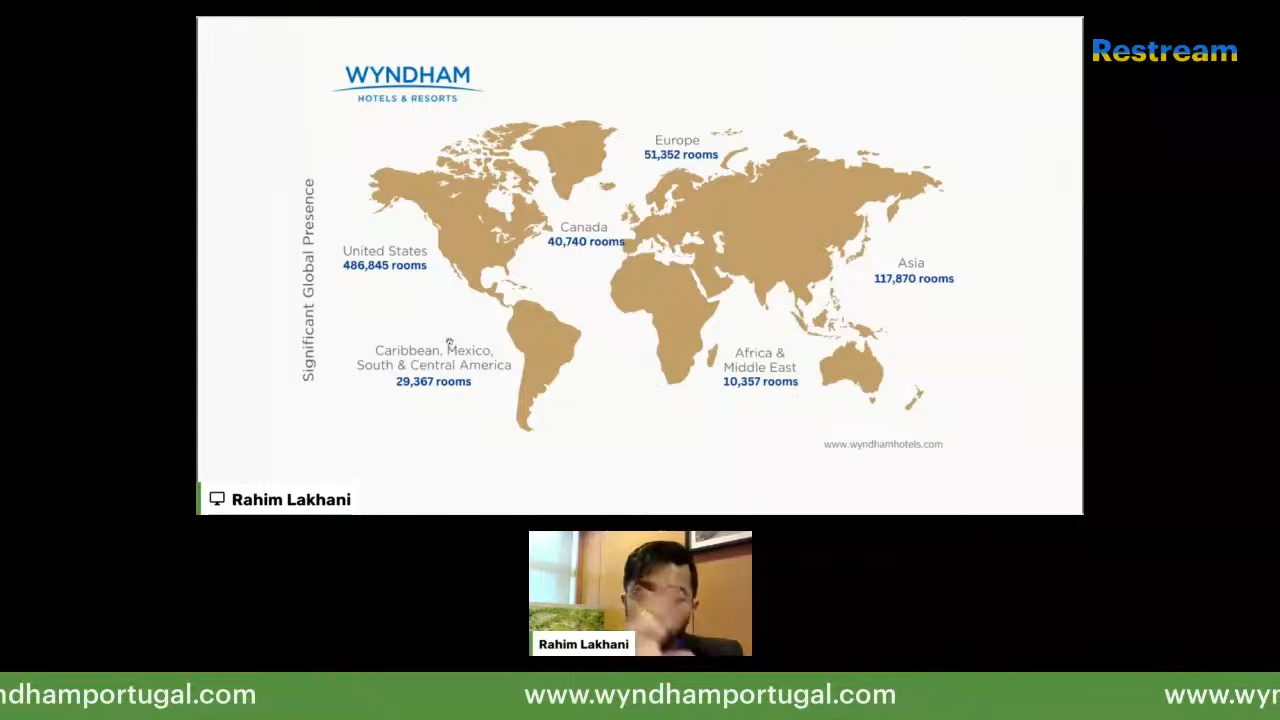 Restream
WYNDHAM
HOTELS & RESORTS
Significant Global Presence
Europe
51,352 rooms
Canada
40,740 rooms
United States
486,845 rooms
Asia
117,870 rooms
Caribbean, Mexico,
South & Central America
29,367 rooms
Africa &
Middle East
10,357 rooms
www.wyndhamhotels.com
Rahim Lakhani
Rahim Lakhani
ndhamportugal.com www.wyndhamportugal.com www.wyn